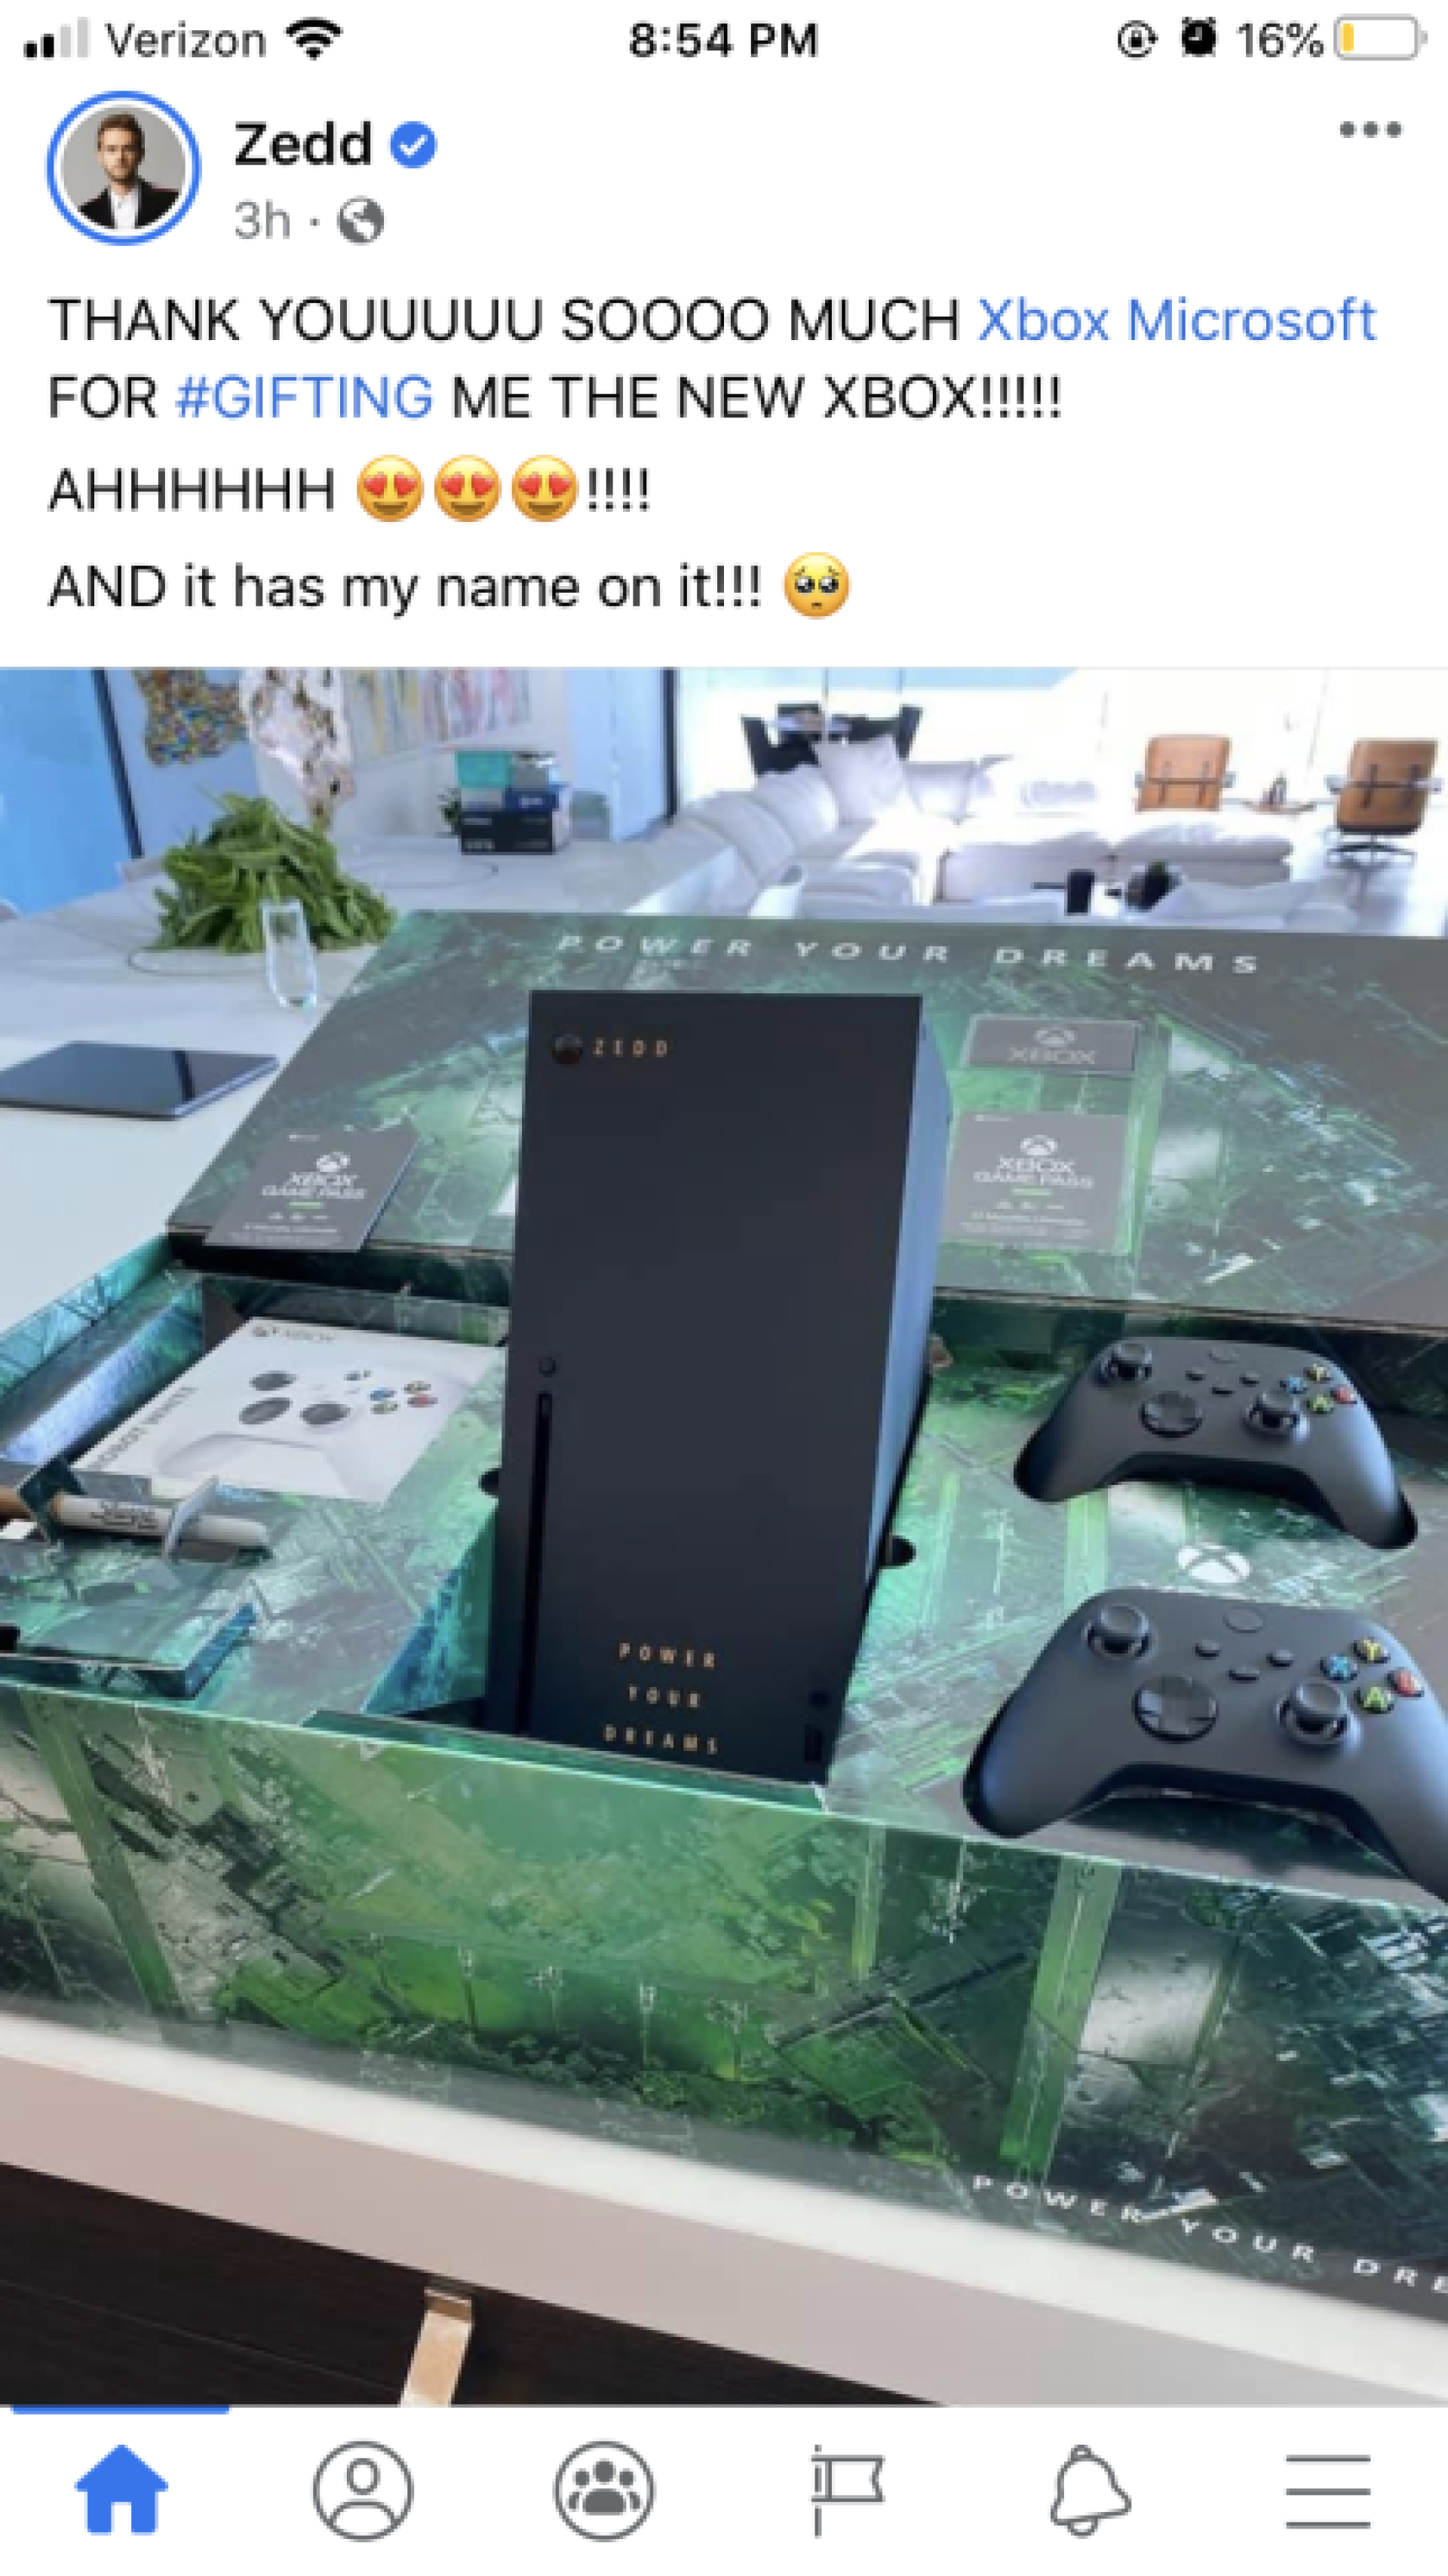 Verizon 8:54 PM 16%
Zedd
3h ·
THANK YOUUUUU SOOOO MUCH Xbox Microsoft
FOR #GIFTING ME THE NEW XBOX!!!!!
AHHHHHH 😍😍😍!!!!
AND it has my name on it!!! 🥺
POWER YOUR DREAMS
ZEDD
XBOX
XBOX
GAME PASS
XBOX
GAME PASS
XBOX
POWER
YOUR
DREAMS
Y
X
A
POWER YOUR DRE